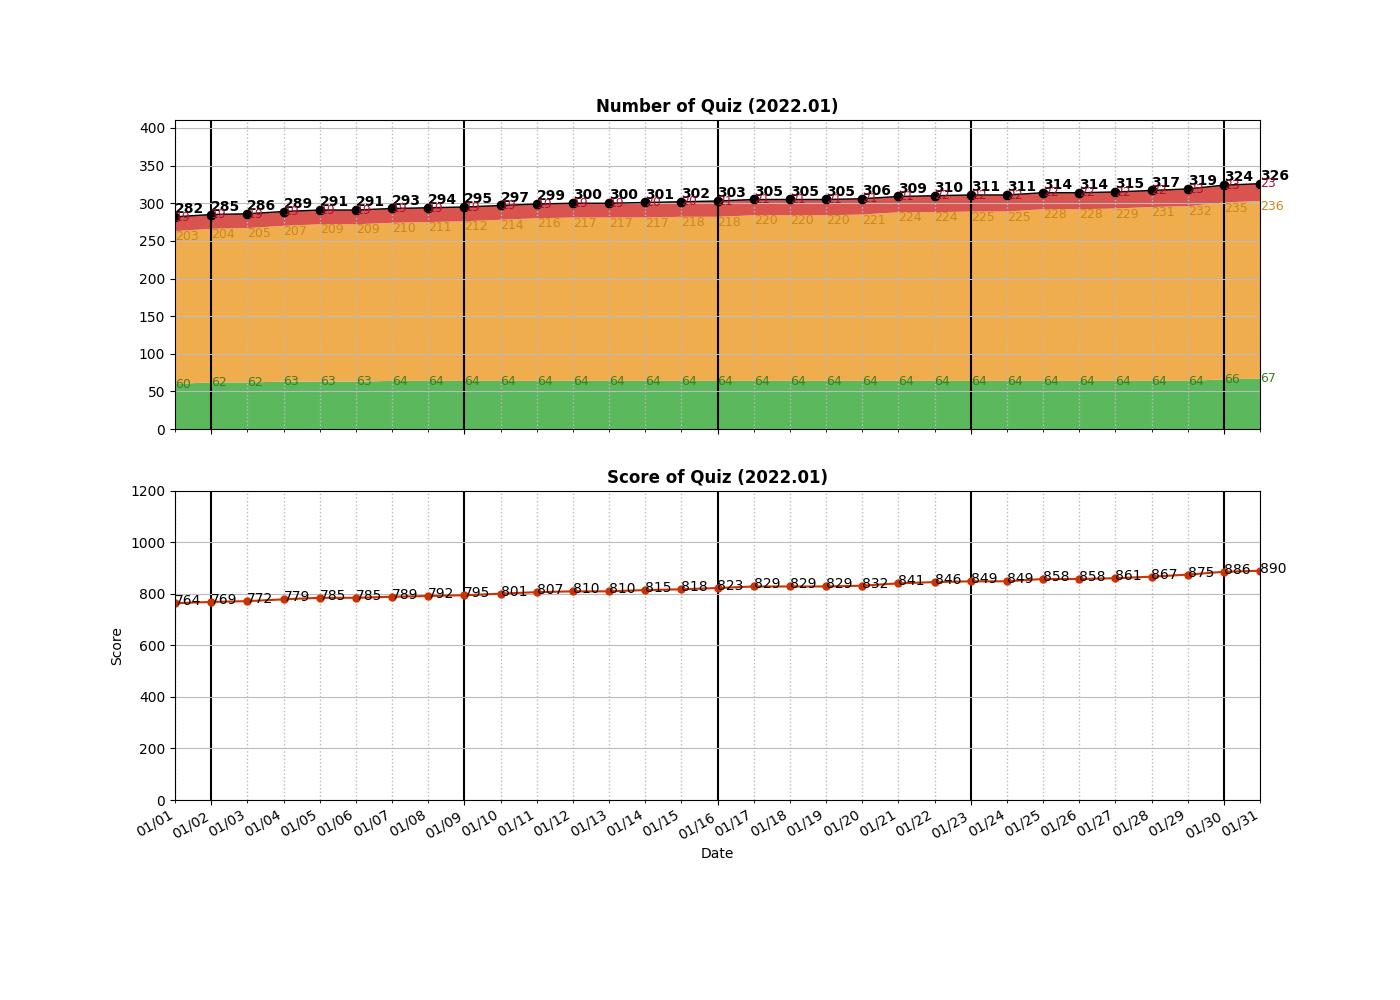 Number of Quiz (2022.01)
400
350
300
250
200
150
100
50
0
282 285 286 289 291 291 293 294 295 297 299 300 300 301 302 303 305 305 305 306 309 310 311 311 314 314 315 317 319 324 326
23
203 204 205 207 209 209 210 211 212 214 216 217 217 217 218 218 220 220 220 221 224 224 225 225 228 228 229 231 232 235 236
60 62 62 63 63 63 64 64 64 64 64 64 64 64 64 64 64 64 64 64 64 64 64 64 64 64 64 64 64 66 67
Score of Quiz (2022.01)
1200
1000
800
600
400
200
0
Score
764 769 772 779 785 785 789 792 795 801 807 810 810 815 818 823 829 829 829 832 841 846 849 849 858 858 861 867 875 886 890
01/01 01/02 01/03 01/04 01/05 01/06 01/07 01/08 01/09 01/10 01/11 01/12 01/13 01/14 01/15 01/16 01/17 01/18 01/19 01/20 01/21 01/22 01/23 01/24 01/25 01/26 01/27 01/28 01/29 01/30 01/31
Date